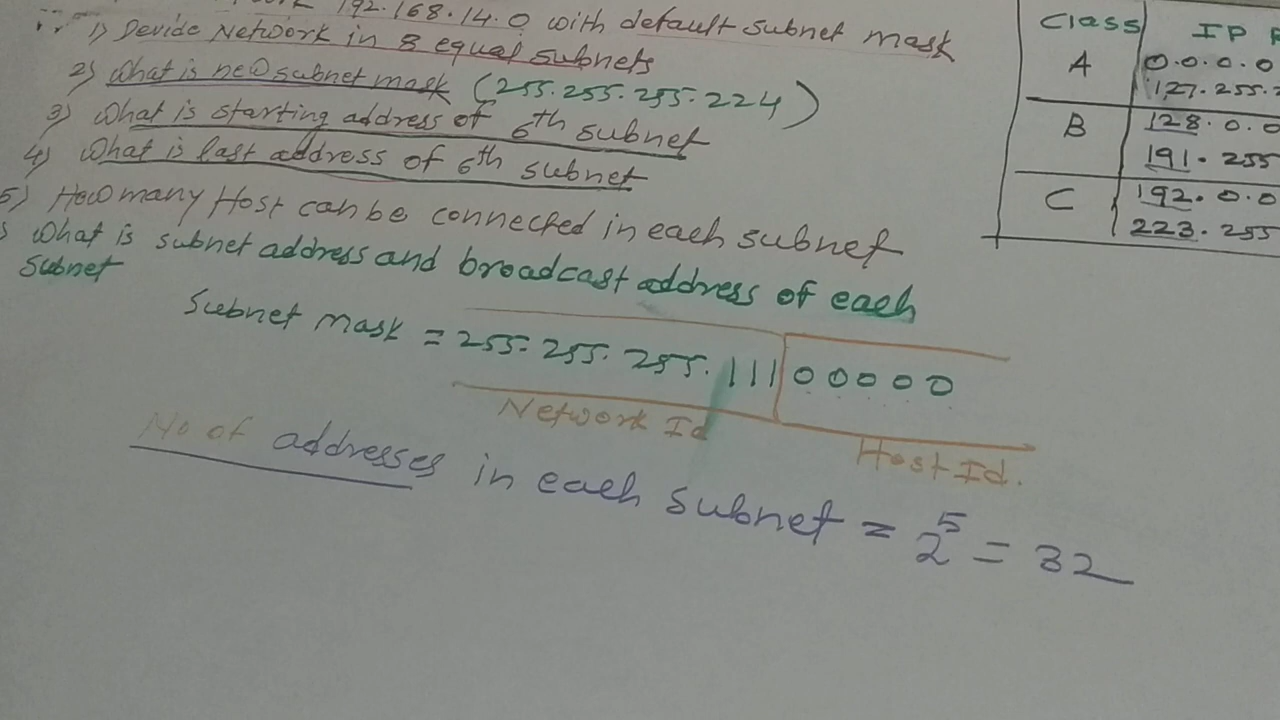 192.168.14.0 with default subnet mask
1) Devide Network in 8 equal subnets
2) What is new subnet mask (255.255.255.224)
3) What is starting address of 6th subnet
4) What is last address of 6th subnet
5) How many Host can be connected in each subnet
What is subnet address and broadcast address of each
subnet
Subnet mask = 255.255.255.11100000
Network Id
Host Id.
No of addresses in each subnet = 2^5 = 32
Class IP
A 0.0.0.0
127.255.
B 128.0.0
191.255
C 192.0.0
223.255